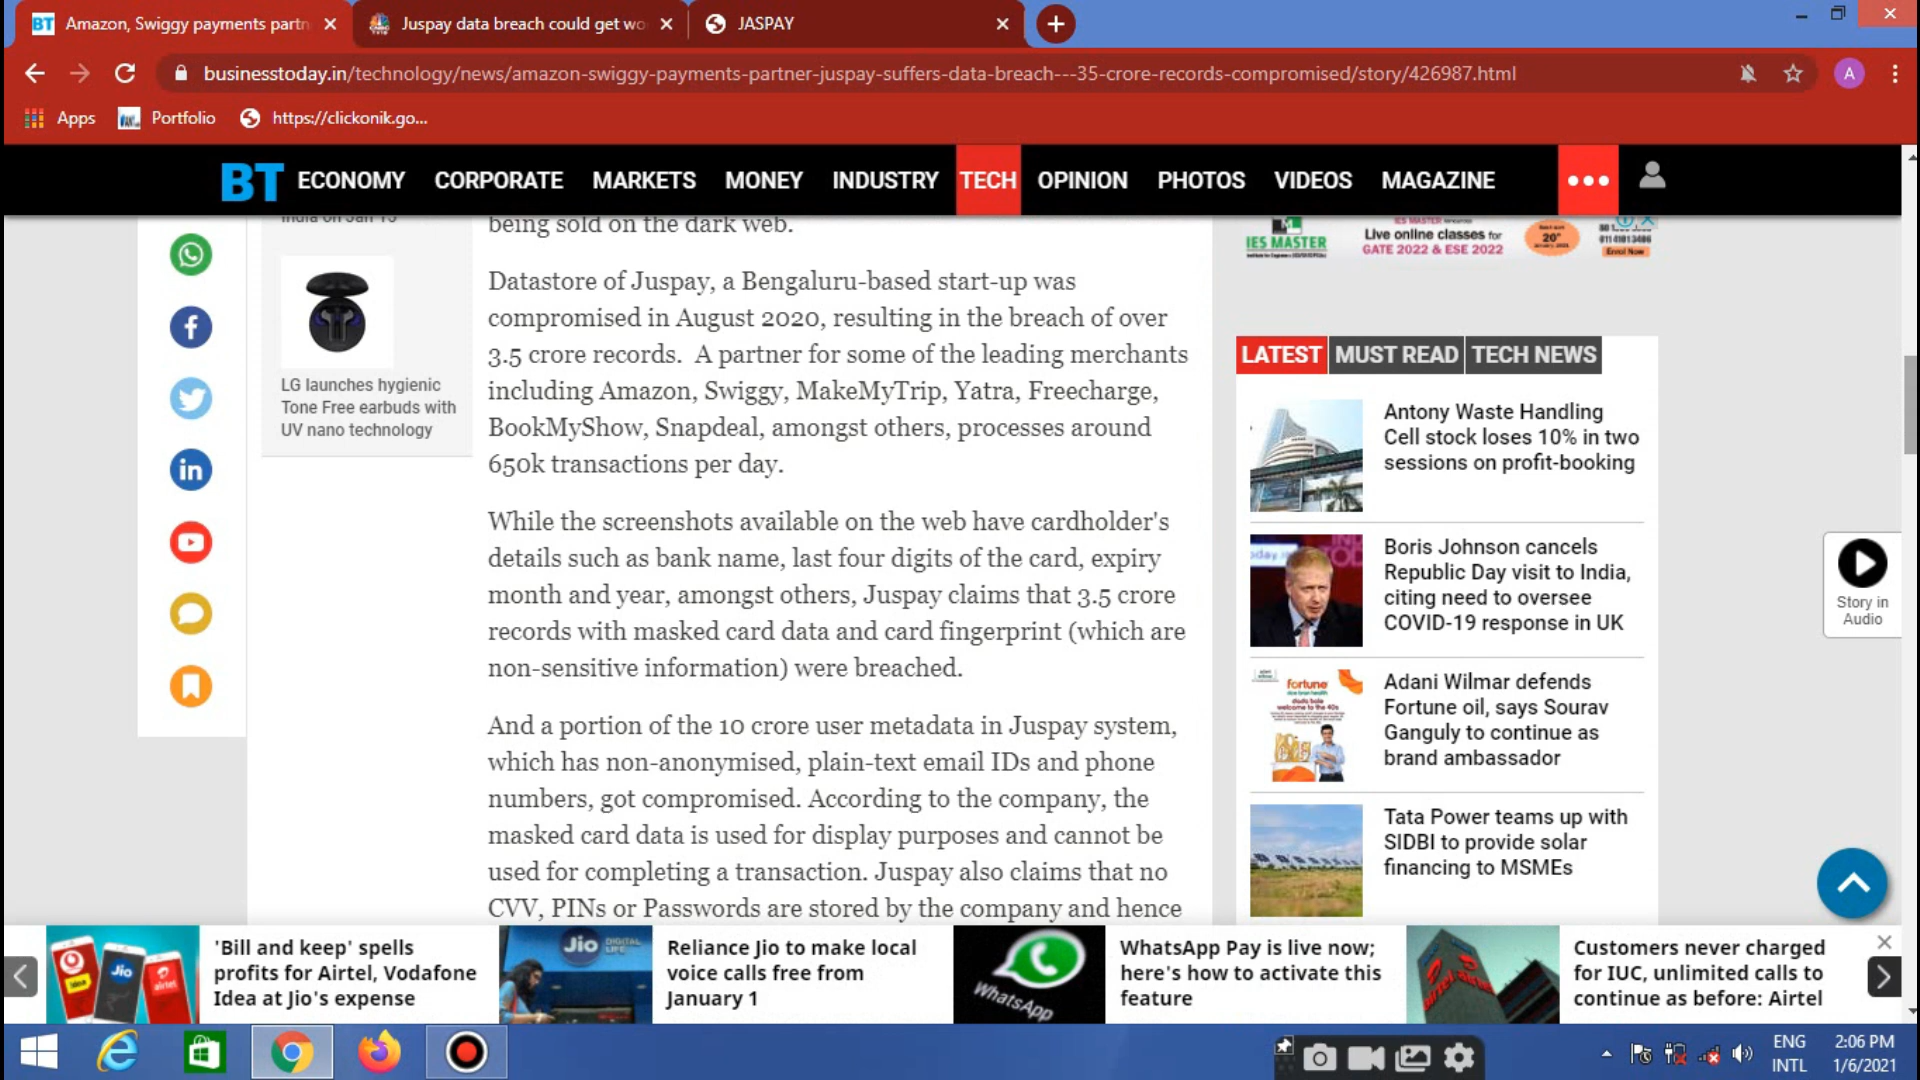 BT Amazon, Swiggy payments partn
Juspay data breach could get wo
JASPAY
businesstoday.in/technology/news/amazon-swiggy-payments-partner-juspay-suffers-data-breach---35-crore-records-compromised/story/426987.html
A
Apps
Portfolio
https://clickonik.go...
BT ECONOMY CORPORATE MARKETS MONEY INDUSTRY TECH OPINION PHOTOS VIDEOS MAGAZINE
India on Jan 15
LG launches hygienic
Tone Free earbuds with
UV nano technology
being sold on the dark web.
Datastore of Juspay, a Bengaluru-based start-up was
compromised in August 2020, resulting in the breach of over
3.5 crore records. A partner for some of the leading merchants
including Amazon, Swiggy, MakeMyTrip, Yatra, Freecharge,
BookMyShow, Snapdeal, amongst others, processes around
650k transactions per day.
While the screenshots available on the web have cardholder's
details such as bank name, last four digits of the card, expiry
month and year, amongst others, Juspay claims that 3.5 crore
records with masked card data and card fingerprint (which are
non-sensitive information) were breached.
And a portion of the 10 crore user metadata in Juspay system,
which has non-anonymised, plain-text email IDs and phone
numbers, got compromised. According to the company, the
masked card data is used for display purposes and cannot be
used for completing a transaction. Juspay also claims that no
CVV, PINs or Passwords are stored by the company and hence
IES MASTER
Live online classes for
GATE 2022 & ESE 2022
Enrol Now
LATEST MUST READ TECH NEWS
Antony Waste Handling
Cell stock loses 10% in two
sessions on profit-booking
Boris Johnson cancels
Republic Day visit to India,
citing need to oversee
COVID-19 response in UK
fortune
Adani Wilmar defends
Fortune oil, says Sourav
Ganguly to continue as
brand ambassador
Tata Power teams up with
SIDBI to provide solar
financing to MSMEs
Story in
Audio
Jio
airtel
'Bill and keep' spells
profits for Airtel, Vodafone
Idea at Jio's expense
Jio DIGITAL
LIFE
Reliance Jio to make local
voice calls free from
January 1
WhatsApp
WhatsApp Pay is live now;
here's how to activate this
feature
airtel
Customers never charged
for IUC, unlimited calls to
continue as before: Airtel
ENG
INTL
2:06 PM
1/6/2021